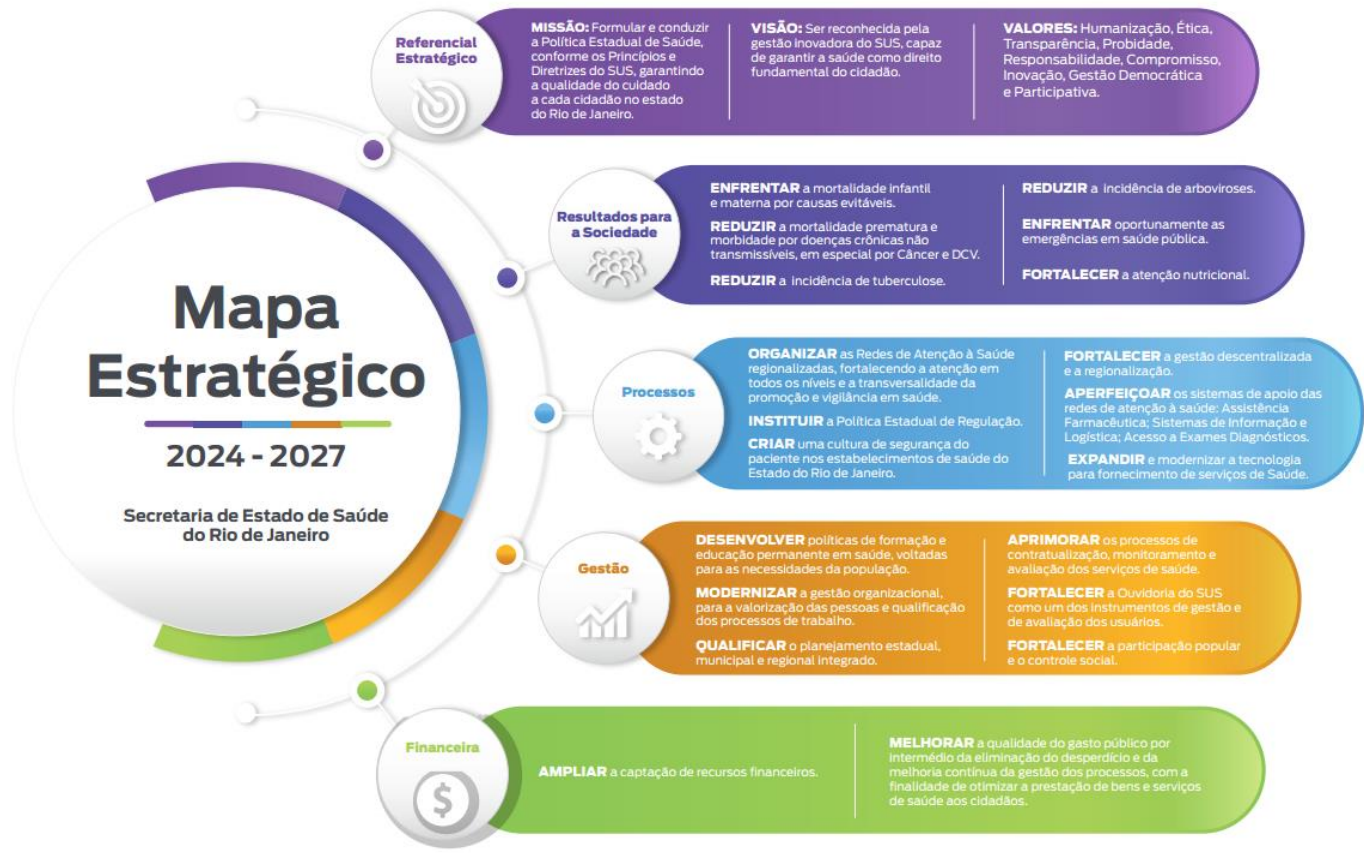 Mapa
Estratégico
2024 - 2027
Secretaria de Estado de Saúde
do Rio de Janeiro
Referencial
Estratégico
MISSÃO: Formular e conduzir
a Política Estadual de Saúde,
conforme os Princípios e
Diretrizes do SUS, garantindo
a qualidade do cuidado
a cada cidadão no estado
do Rio de Janeiro.
VISÃO: Ser reconhecida pela
gestão inovadora do SUS, capaz
de garantir a saúde como direito
fundamental do cidadão.
VALORES: Humanização, Ética,
Transparência, Probidade,
Responsabilidade, Compromisso,
Inovação, Gestão Democrática
e Participativa.
Resultados para
a Sociedade
ENFRENTAR a mortalidade infantil
e materna por causas evitáveis.
REDUZIR a mortalidade prematura e
morbidade por doenças crônicas não
transmissíveis, em especial por Câncer e DCV.
REDUZIR a incidência de tuberculose.
REDUZIR a incidência de arboviroses.
ENFRENTAR oportunamente as
emergências em saúde pública.
FORTALECER a atenção nutricional.
Processos
ORGANIZAR as Redes de Atenção à Saúde
regionalizadas, fortalecendo a atenção em
todos os níveis e a transversalidade da
promoção e vigilância em saúde.
INSTITUIR a Política Estadual de Regulação.
CRIAR uma cultura de segurança do
paciente nos estabelecimentos de saúde do
Estado do Rio de Janeiro.
FORTALECER a gestão descentralizada
e a regionalização.
APERFEIÇOAR os sistemas de apoio das
redes de atenção à saúde: Assistência
Farmacêutica; Sistemas de Informação e
Logística; Acesso a Exames Diagnósticos.
EXPANDIR e modernizar a tecnologia
para fornecimento de serviços de Saúde.
Gestão
DESENVOLVER políticas de formação e
educação permanente em saúde, voltadas
para as necessidades da população.
MODERNIZAR a gestão organizacional,
para a valorização das pessoas e qualificação
dos processos de trabalho.
QUALIFICAR o planejamento estadual,
municipal e regional integrado.
APRIMORAR os processos de
contratualização, monitoramento e
avaliação dos serviços de saúde.
FORTALECER a Ouvidoria do SUS
como um dos instrumentos de gestão e
de avaliação dos usuários.
FORTALECER a participação popular
e o controle social.
Financeira
$
AMPLIAR a captação de recursos financeiros.
MELHORAR a qualidade do gasto público por
intermédio da eliminação do desperdício e da
melhoria contínua da gestão dos processos, com a
finalidade de otimizar a prestação de bens e serviços
de saúde aos cidadãos.